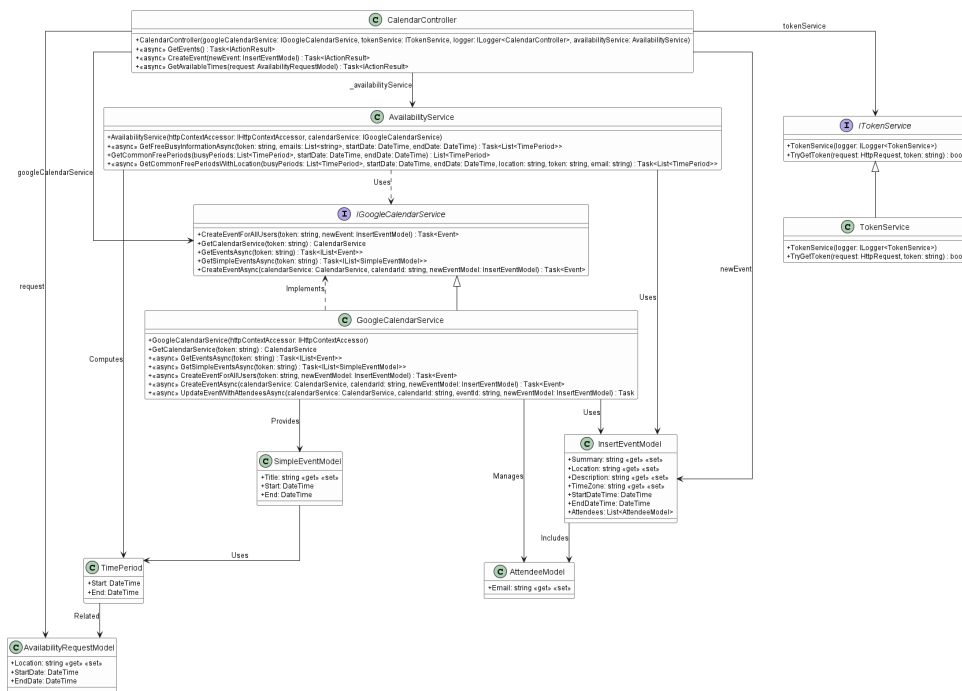 CalendarController
+CalendarController(googleCalendarService: IGoogleCalendarService, tokenService: ITokenService, logger: ILogger<CalendarController>, availabilityService: AvailabilityService)
+«async» GetEvents() : Task<IActionResult>
+«async» CreateEvent(newEvent: InsertEventModel) : Task<IActionResult>
+«async» GetAvailableTimes(request: AvailabilityRequestModel) : Task<IActionResult>
tokenService
_availabilityService
AvailabilityService
+AvailabilityService(httpContextAccessor: IHttpContextAccessor, calendarService: IGoogleCalendarService)
+«async» GetFreeBusyInformationAsync(token: string, emails: List<string>, startDate: DateTime, endDate: DateTime) : Task<List<TimePeriod>>
+GetCommonFreePeriods(busyPeriods: List<TimePeriod>, startDate: DateTime, endDate: DateTime) : List<TimePeriod>
+«async» GetCommonFreePeriodsWithLocation(busyPeriods: List<TimePeriod>, startDate: DateTime, endDate: DateTime, location: string, token: string, email: string) : Task<List<TimePeriod>>
ITokenService
+TokenService(logger: ILogger<TokenService>)
+TryGetToken(request: HttpRequest, token: string) : boo
googleCalendarService
Uses
IGoogleCalendarService
+CreateEventForAllUsers(token: string, newEvent: InsertEventModel) : Task<Event>
+GetCalendarService(token: string) : CalendarService
+GetEventsAsync(token: string) : Task<IList<Event>>
+GetSimpleEventsAsync(token: string) : Task<IList<SimpleEventModel>>
+CreateEventAsync(calendarService: CalendarService, calendarId: string, newEventModel: InsertEventModel) : Task<Event>
TokenService
+TokenService(logger: ILogger<TokenService>)
+TryGetToken(request: HttpRequest, token: string) : boo
newEvent
request
Implements
Uses
GoogleCalendarService
+GoogleCalendarService(httpContextAccessor: IHttpContextAccessor)
+GetCalendarService(token: string) : CalendarService
+«async» GetEventsAsync(token: string) : Task<IList<Event>>
+«async» GetSimpleEventsAsync(token: string) : Task<IList<SimpleEventModel>>
+«async» CreateEventForAllUsers(token: string, newEventModel: InsertEventModel) : Task<Event>
+«async» CreateEventAsync(calendarService: CalendarService, calendarId: string, newEventModel: InsertEventModel) : Task<Event>
+«async» UpdateEventWithAttendeesAsync(calendarService: CalendarService, calendarId: string, eventId: string, newEventModel: InsertEventModel) : Task
Computes
Provides
Uses
Manages
SimpleEventModel
+Title: string «get» «set»
+Start: DateTime
+End: DateTime
InsertEventModel
+Summary: string «get» «set»
+Location: string «get» «set»
+Description: string «get» «set»
+TimeZone: string «get» «set»
+StartDateTime: DateTime
+EndDateTime: DateTime
+Attendees: List<AttendeeModel>
Uses
Includes
TimePeriod
+Start: DateTime
+End: DateTime
AttendeeModel
+Email: string «get» «set»
Related
AvailabilityRequestModel
+Location: string «get» «set»
+StartDate: DateTime
+EndDate: DateTime